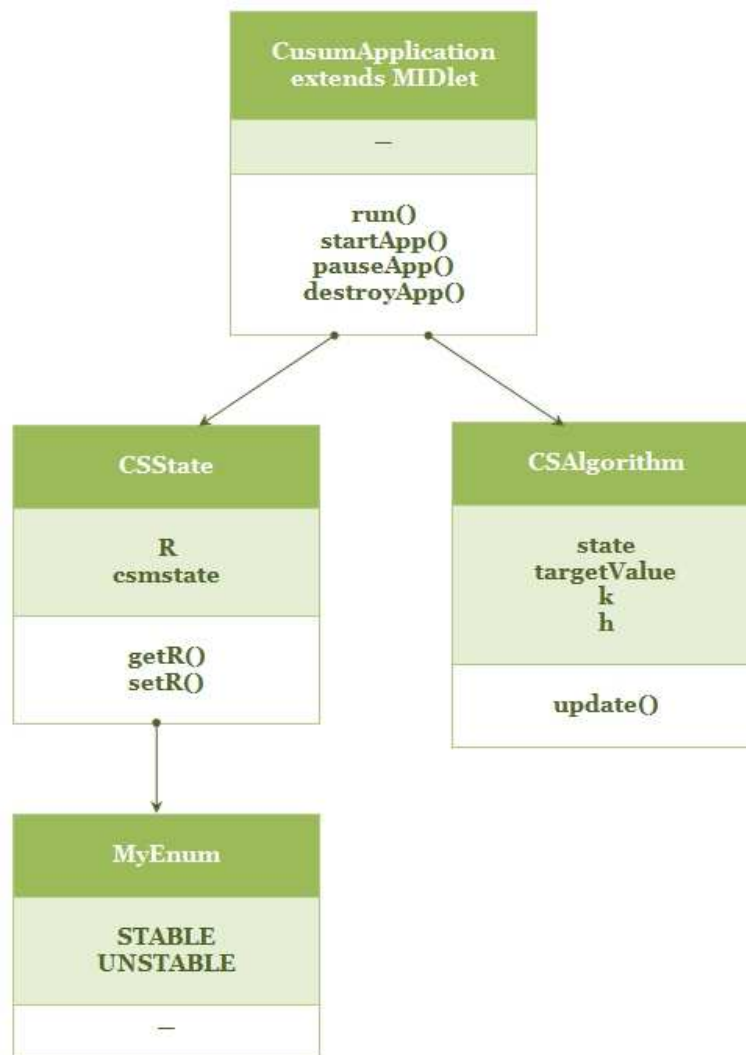 CusumApplication
extends MIDlet
—
run()
startApp()
pauseApp()
destroyApp()
CSState
R
csmstate
getR()
setR()
CSAlgorithm
state
targetValue
k
h
update()
MyEnum
STABLE
UNSTABLE
—